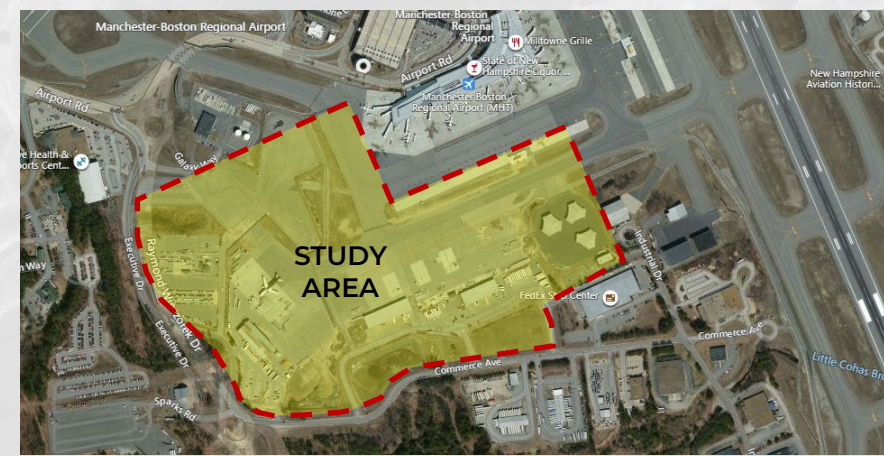 Manchester-Boston Regional Airport
Manchester-Boston
Regional
Airport
Milltowne Grille
State of New
Hampshire Liquor ...
Airport Rd
Manchester-Boston
Regional Airport (MHT)
New Hampshire
Aviation Histori...
Airport Rd
Health &
Sports Cent...
Galaxy Way
Executive Dr
Raymond Wieczorek Dr
Executive Dr
STUDY
AREA
Industrial Dr
FedEx Ship Center
Commerce Ave
Commerce Ave
Little Cohas Br
Sparks Rd
Way